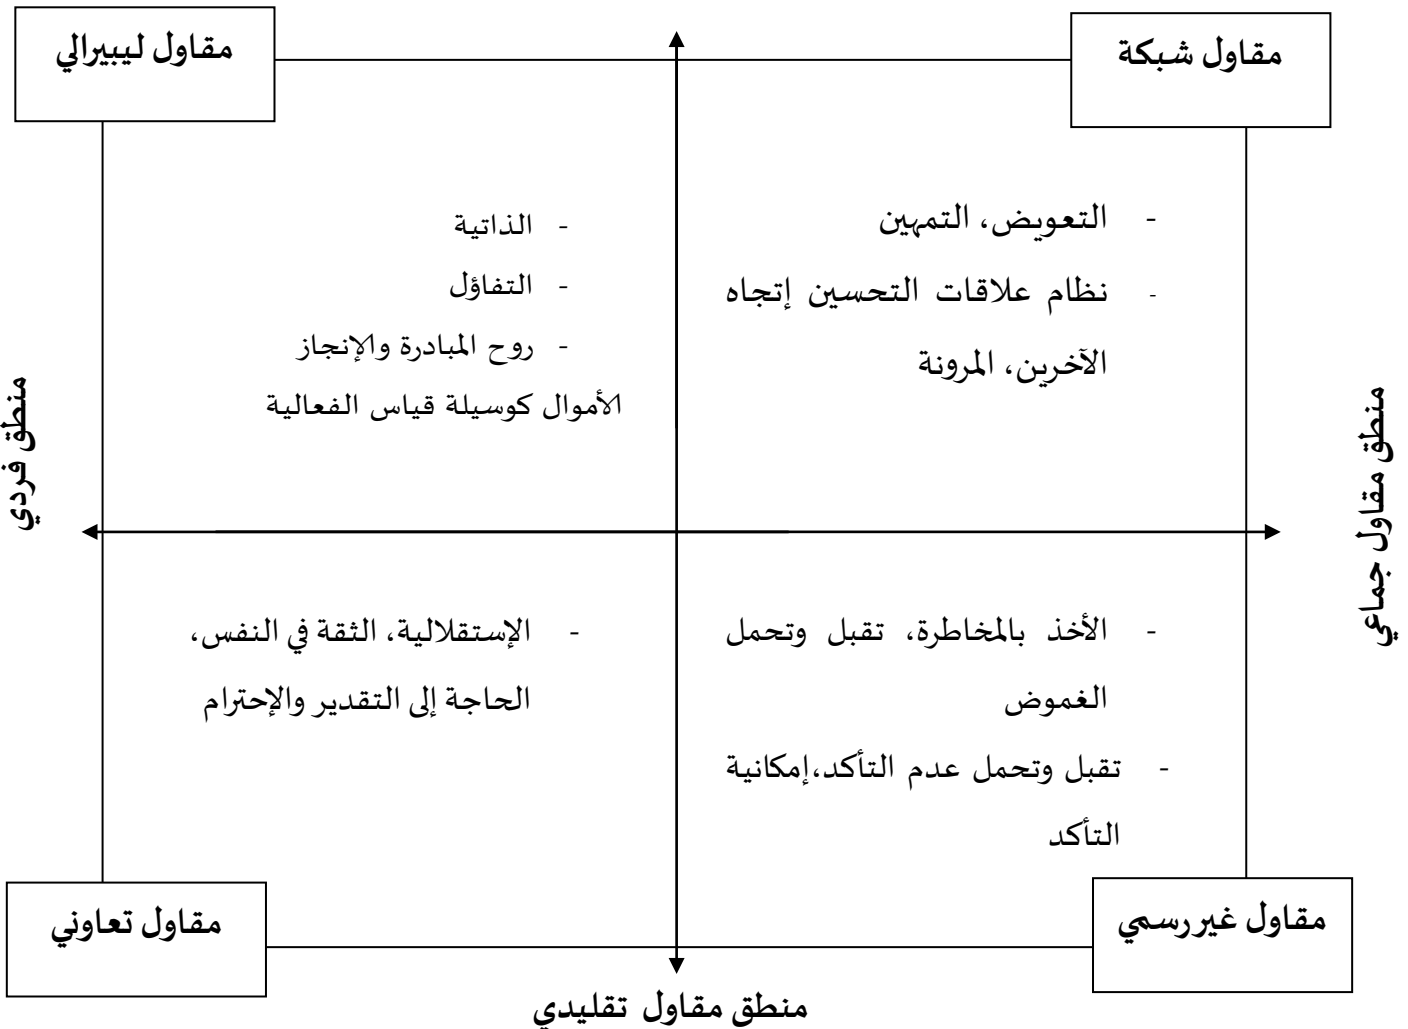 مقاول شبكة
مقاول ليبيرالي
- التعويض، التمهين
- نظام علاقات التحسين إتجاه
الآخرين، المرونة
- الذاتية
- التفاؤل
- روح المبادرة والإنجاز
الأموال كوسيلة قياس الفعالية
منطق مقاول جماعي
منطق فردي
- الأخذ بالمخاطرة، تقبل وتحمل
الغموض
- تقبل وتحمل عدم التأكد،إمكانية
التأكد
- الإستقلالية، الثقة في النفس،
الحاجة إلى التقدير والإحترام
مقاول غير رسمي
مقاول تعاوني
منطق مقاول تقليدي